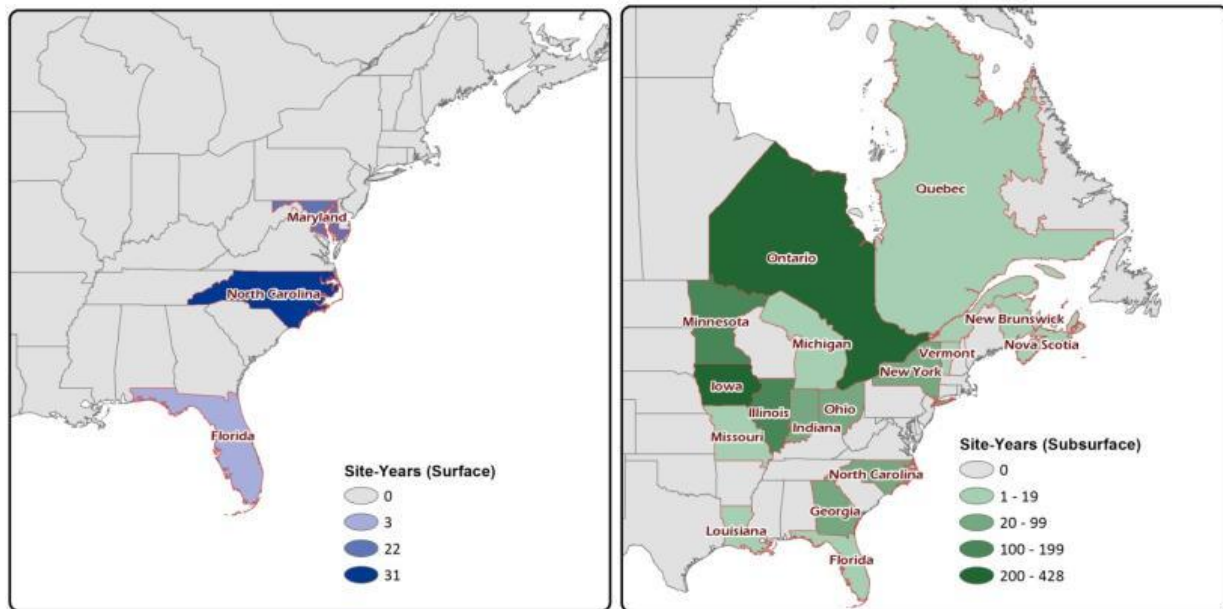 Maryland
North Carolina
Florida
Site-Years (Surface)
0
3
22
31
Quebec
Ontario
New Brunswick
Minnesota
Michigan
Nova Scotia
Vermont
New York
Iowa
Illinois
Ohio
Indiana
Missouri
North Carolina
Georgia
Louisiana
Florida
Site-Years (Subsurface)
0
1 - 19
20 - 99
100 - 199
200 - 428